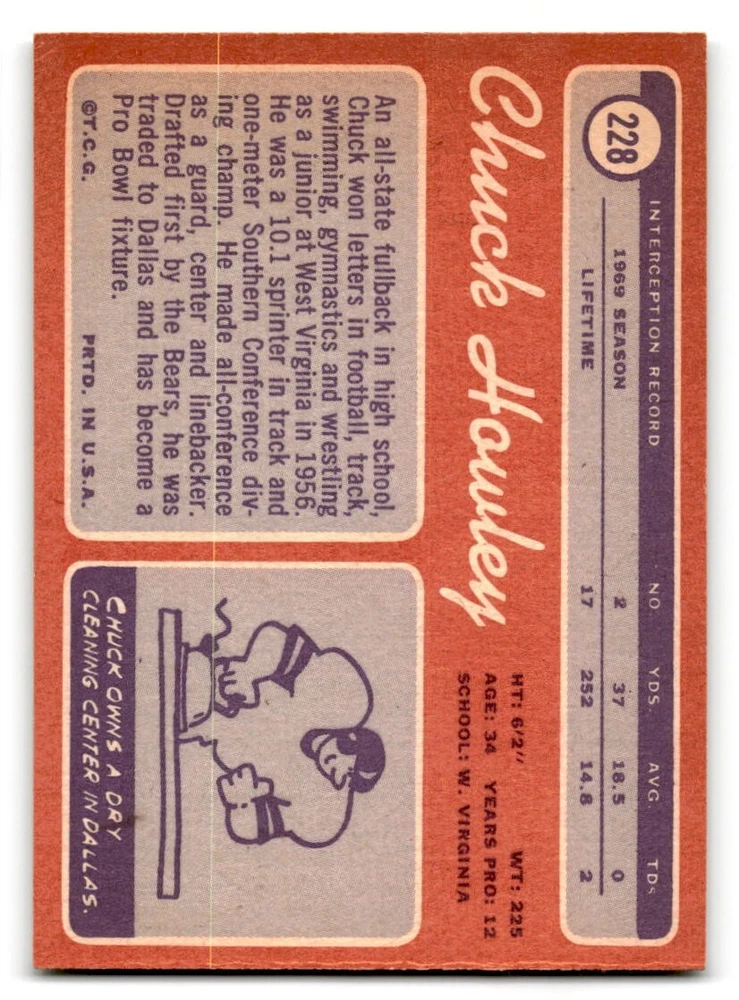 228
INTERCEPTION RECORD NO. YDS. AVG. TDs
1969 SEASON 2 37 18.5 0
LIFETIME 17 252 14.8 2
Chuck Howley
HT: 6'2" WT: 225
AGE: 34 YEARS PRO: 12
SCHOOL: W. VIRGINIA
An all-state fullback in high school,
Chuck won letters in football, track,
swimming, gymnastics and wrestling
as a junior at West Virginia in 1956.
He was a 10.1 sprinter in track and
one-meter Southern Conference div-
ing champ. He made all-conference
as a guard, center and linebacker.
Drafted first by the Bears, he was
traded to Dallas and has become a
Pro Bowl fixture.
©T.C.G. PRTD. IN U.S.A.
CHUCK OWNS A DRY
CLEANING CENTER IN DALLAS.